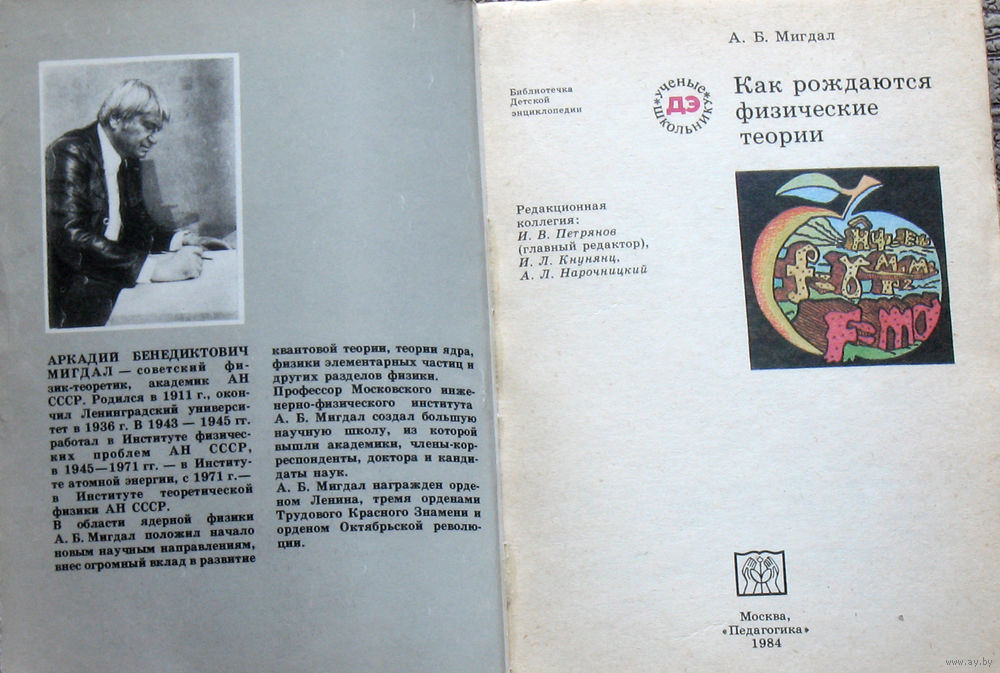 АРКАДИЙ БЕНЕДИКТОВИЧ
МИГДАЛ — советский фи-
зик-теоретик, академик АН
СССР. Родился в 1911 г., окон-
чил Ленинградский универси-
тет в 1936 г. В 1943 — 1945 гг.
работал в Институте физичес-
ких проблем АН СССР,
в 1945—1971 гг. — в Институ-
те атомной энергии, с 1971 г.—
в Институте теоретической
физики АН СССР.
В области ядерной физики
А. Б. Мигдал положил начало
новым научным направлениям,
внес огромный вклад в развитие
квантовой теории, теории ядра,
физики элементарных частиц и
других разделов физики.
Профессор Московского инже-
нерно-физического института
А. Б. Мигдал создал большую
научную школу, из которой
вышли академики, члены-кор-
респонденты, доктора и канди-
даты наук.
А. Б. Мигдал награжден орде-
ном Ленина, тремя орденами
Трудового Красного Знамени и
орденом Октябрьской револю-
ции.
А. Б. Мигдал
Библиотечка
Детской
энциклопедии
УЧЕНЫЕ
ДЭ
ШКОЛЬНИКУ
Как рождаются
физические
теории
Редакционная
коллегия:
И. В. Петрянов
(главный редактор),
И. Л. Кнунянц,
А. Л. Нарочницкий
F=ma
Москва,
«Педагогика»
1984
www.ay.by